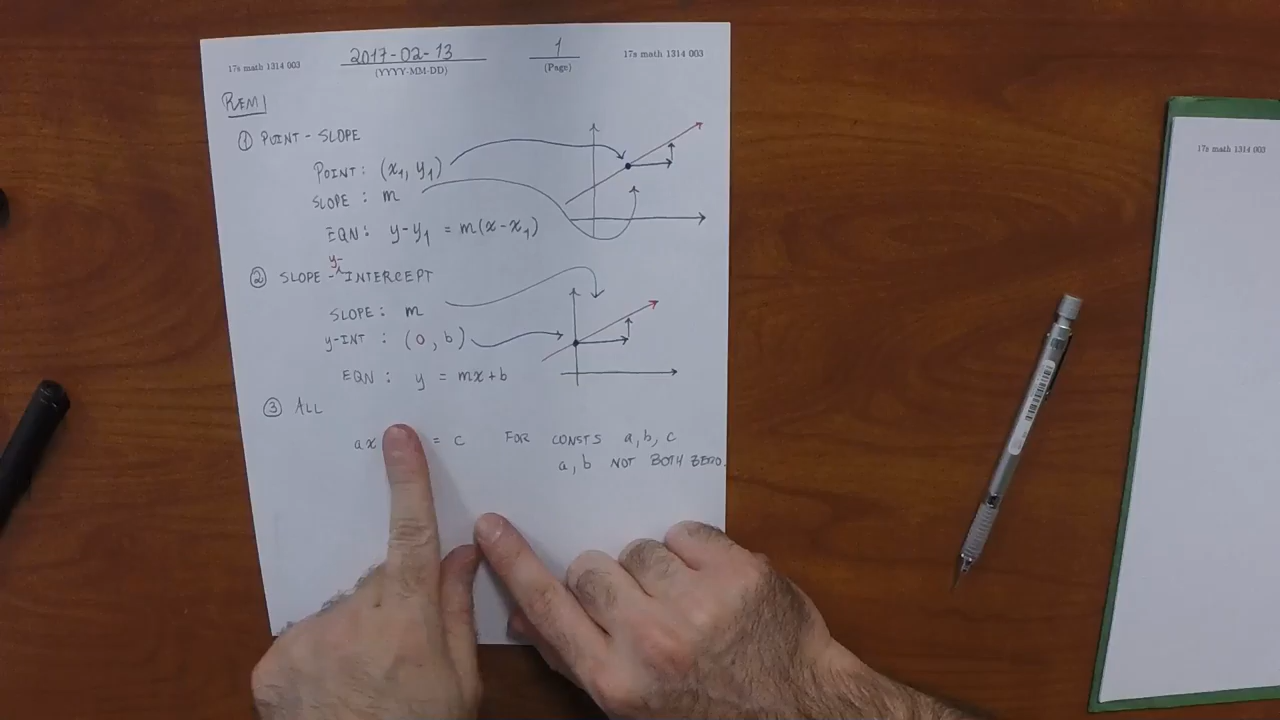 17s math 1314 003 2017-02-13 1 17s math 1314 003
(YYYY-MM-DD) (Page)
REM
① POINT - SLOPE
POINT: (x₁, y₁)
SLOPE : m
EQN: y-y₁ = m(x-x₁)
y-
② SLOPE - INTERCEPT
SLOPE: m
y-INT : (0, b)
EQN : y = mx+b
③ ALL
ax = c FOR CONSTS a,b,c
a, b NOT BOTH ZERO.
17s math 1314 003